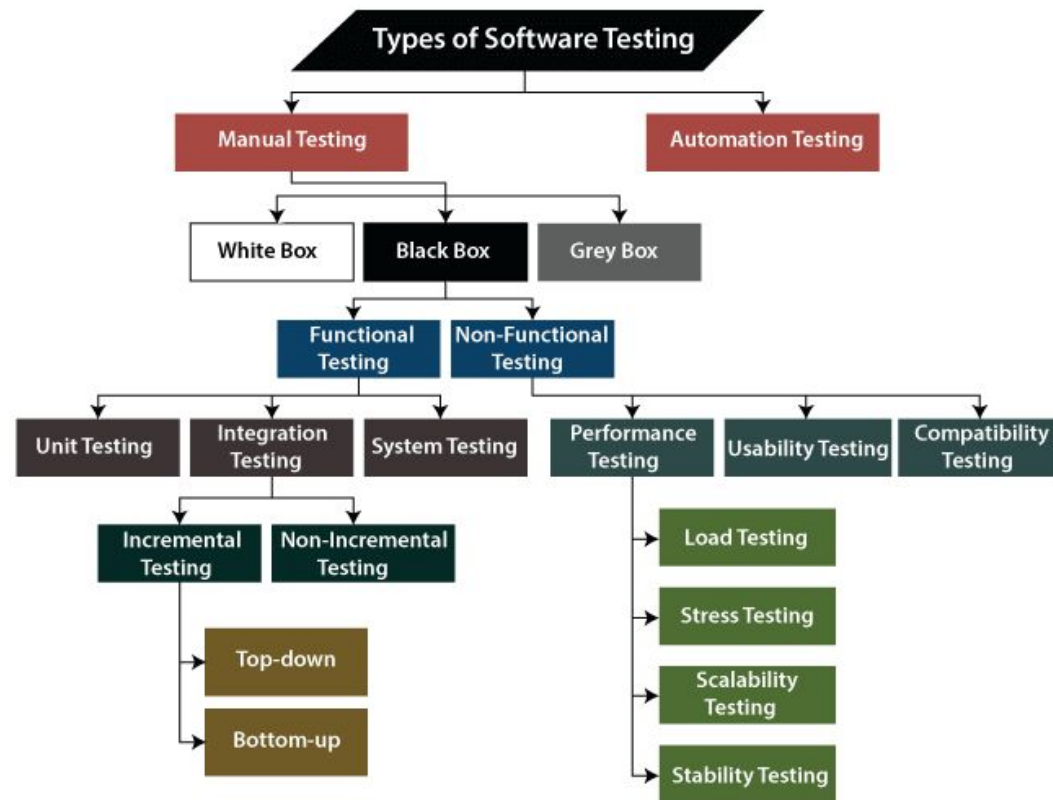 Types of Software Testing
Manual Testing
Automation Testing
White Box
Black Box
Grey Box
Functional
Testing
Non-Functional
Testing
Unit Testing
Integration
Testing
System Testing
Performance
Testing
Usability Testing
Compatibility
Testing
Incremental
Testing
Non-Incremental
Testing
Load Testing
Stress Testing
Scalability
Testing
Stability Testing
Top-down
Bottom-up